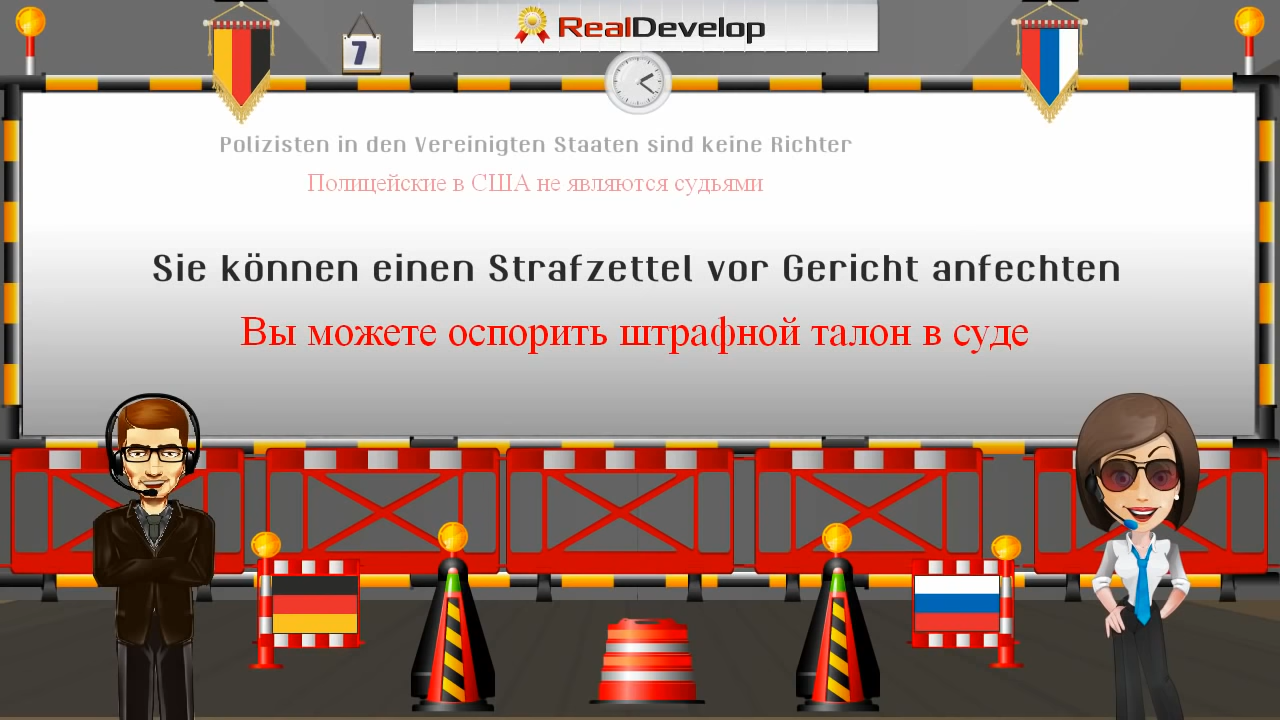 RealDevelop
7
Polizisten in den Vereinigten Staaten sind keine Richter
Полицейские в США не являются судьями
Sie können einen Strafzettel vor Gericht anfechten
Вы можете оспорить штрафной талон в суде